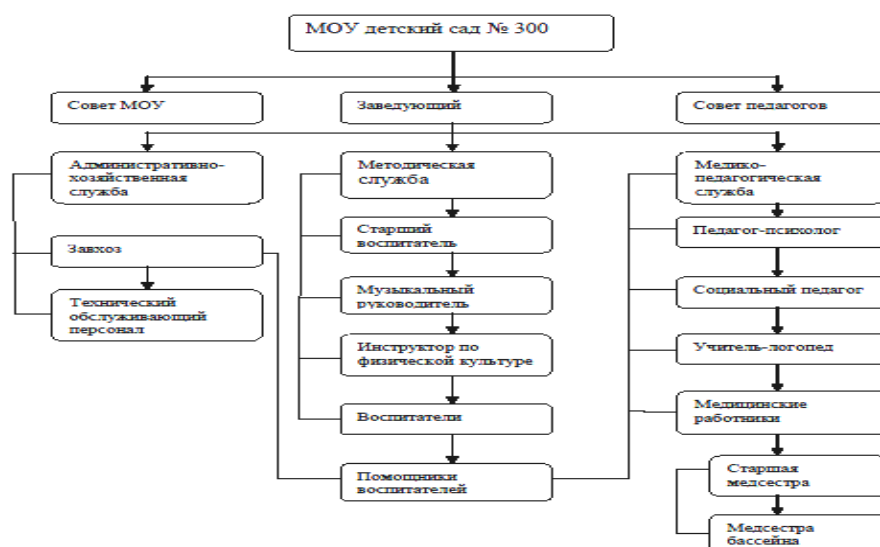 МОУ детский сад № 300
Совет МОУ
Заведующий
Совет педагогов
Административно-
хозяйственная
служба
Методическая
служба
Медико-
педагогическая
служба
Завхоз
Старший
воспитатель
Педагог-психолог
Технический
обслуживающий
персонал
Музыкальный
руководитель
Социальный педагог
Инструктор по
физической культуре
Учитель-логопед
Воспитатели
Медицинские
работники
Помощники
воспитателей
Старшая
медсестра
Медсестра
бассейна